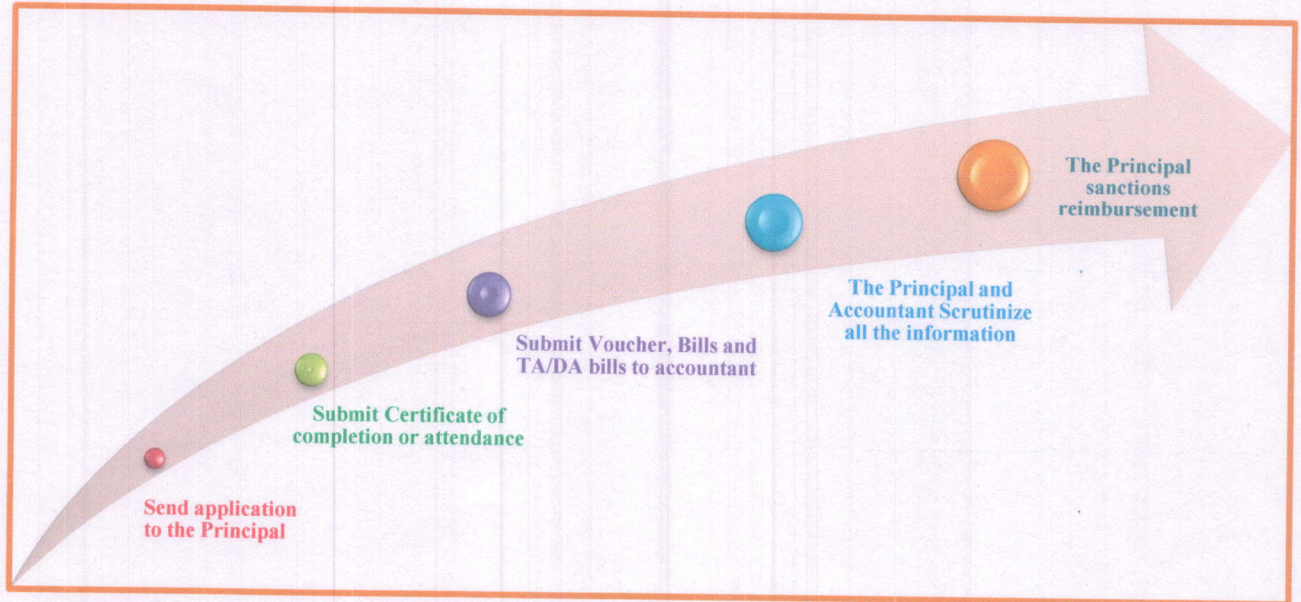 Send application
to the Principal
Submit Certificate of
completion or attendance
Submit Voucher, Bills and
TA/DA bills to accountant
The Principal and
Accountant Scrutinize
all the information
The Principal
sanctions
reimbursement